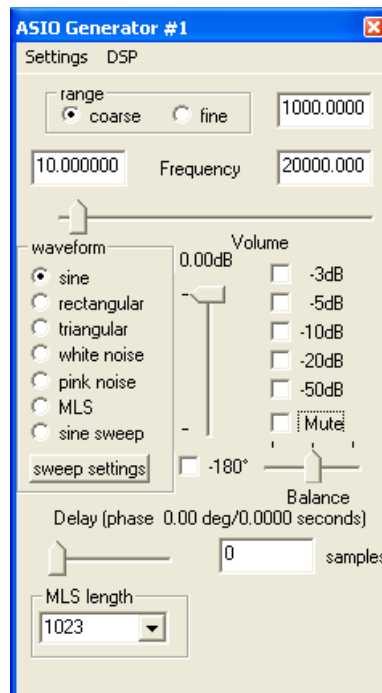 ASIO Generator #1
Settings DSP
range
coarse fine 1000.0000
10.000000 Frequency 20000.000
waveform
Volume
0.00dB
sine
rectangular
triangular
white noise
pink noise
MLS
sine sweep
sweep settings
-3dB
-5dB
-10dB
-20dB
-50dB
Mute
-180°
Balance
Delay (phase 0.00 deg/0.0000 seconds)
0 samples
MLS length
1023